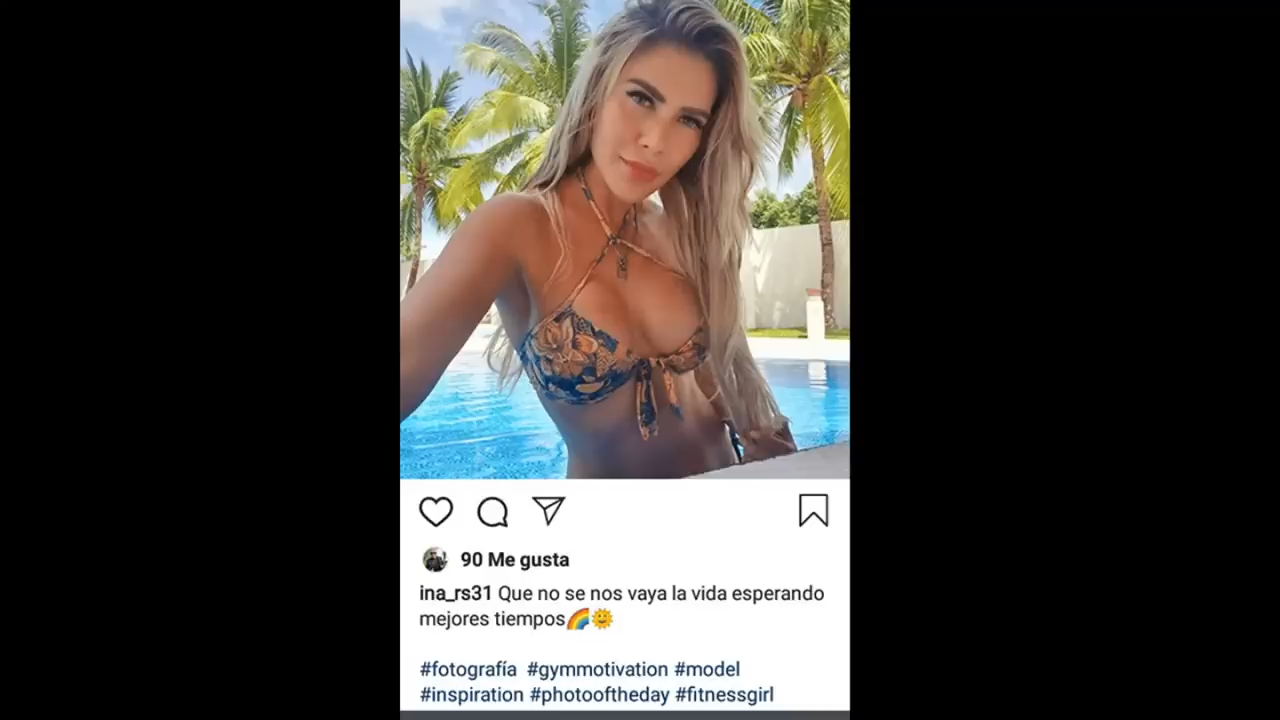 90 Me gusta
ina_rs31 Que no se nos vaya la vida esperando
mejores tiempos🌈🌞
#fotografía #gymmotivation #model
#inspiration #photooftheday #fitnessgirl